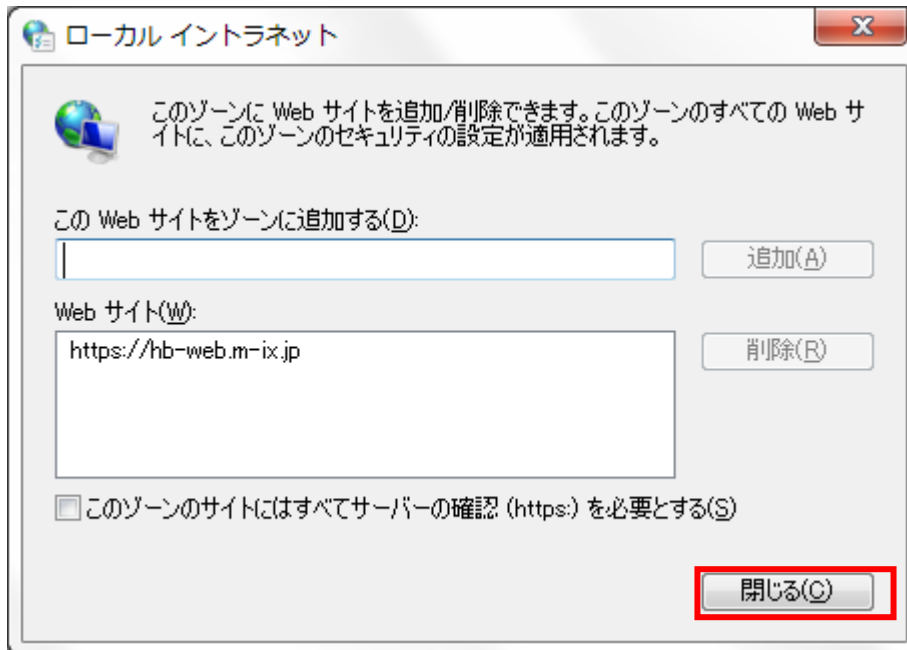 ローカル イントラネット
このゾーンに Web サイトを追加/削除できます。このゾーンのすべての Web サ
イトに、このゾーンのセキュリティの設定が適用されます。
この Web サイトをゾーンに追加する(D):
追加(A)
Web サイト(W):
https://hb-web.m-ix.jp
削除(R)
このゾーンのサイトにはすべてサーバーの確認 (https:) を必要とする(S)
閉じる(C)